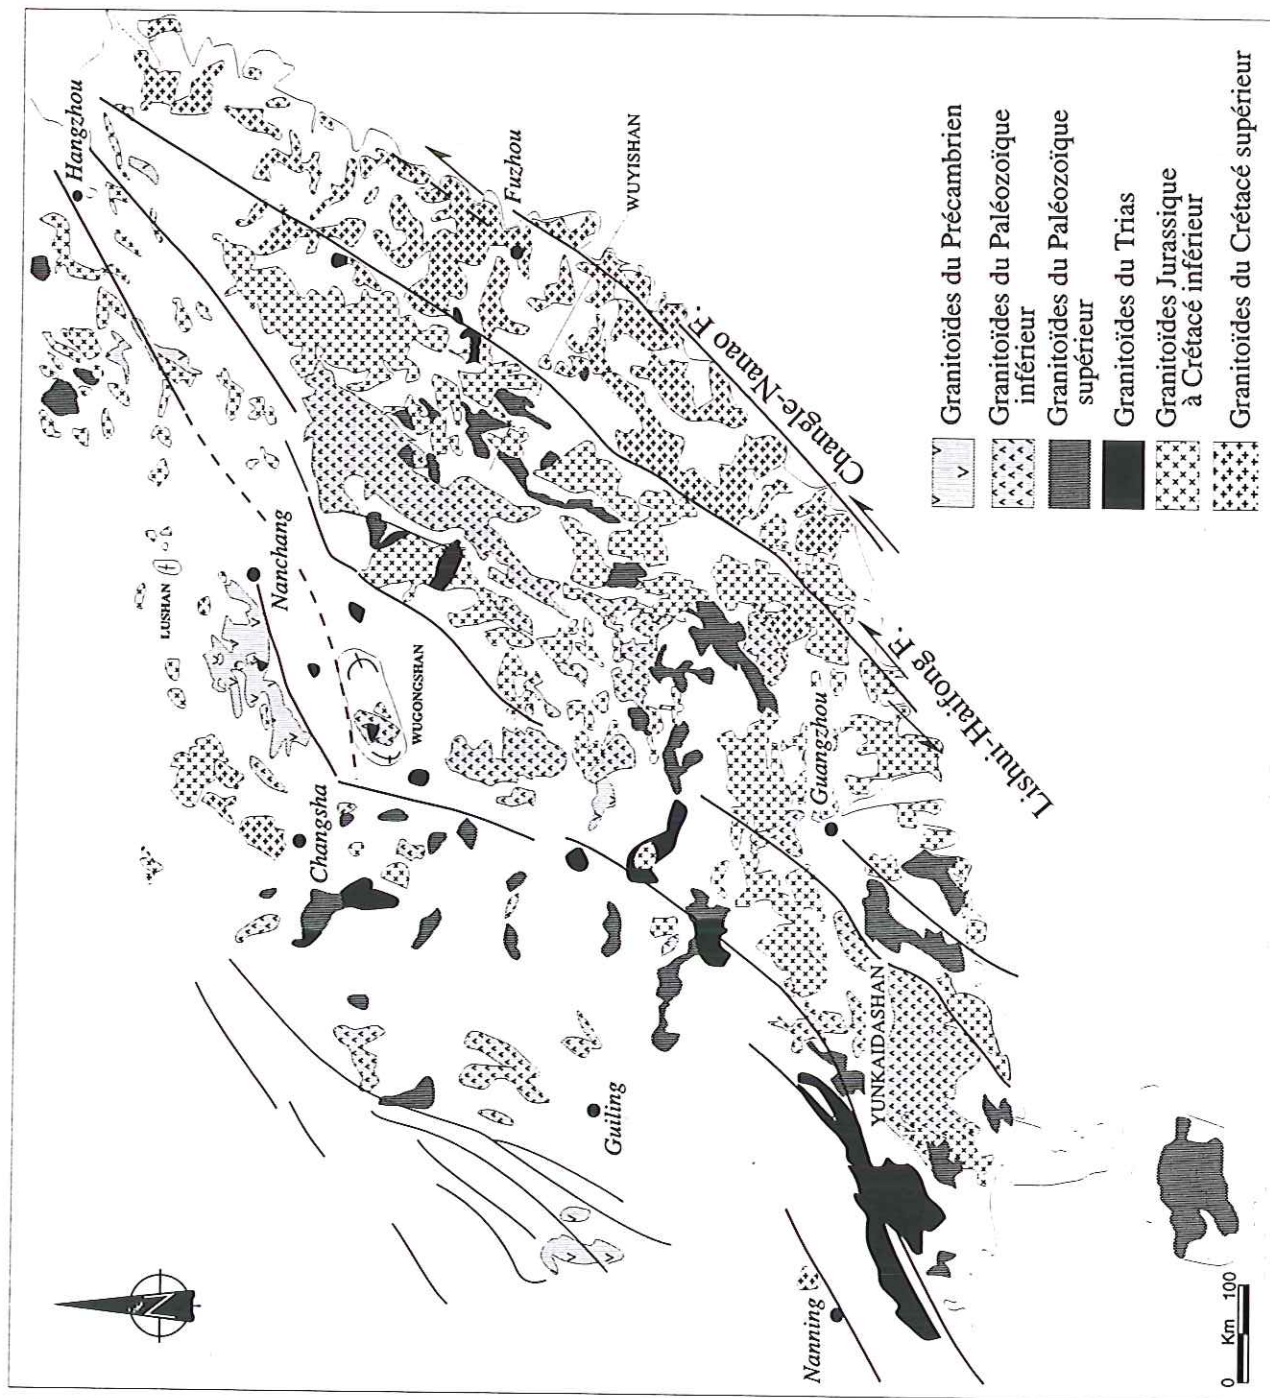 Hangzhou
LUSHAN
Nanchang
Fuzhou
WUYISHAN
Changsha
WUGONGSHAN
Changle-Nanao F.
Lishui-Haifong F.
Guiling
Guangzhou
YUNKAIDASHAN
Nanning
N
Granitoïdes du Précambrien
Granitoïdes du Paléozoïque
inférieur
Granitoïdes du Paléozoïque
supérieur
Granitoïdes du Trias
Granitoïdes Jurassique
à Crétacé inférieur
Granitoïdes du Crétacé supérieur
0 Km 100